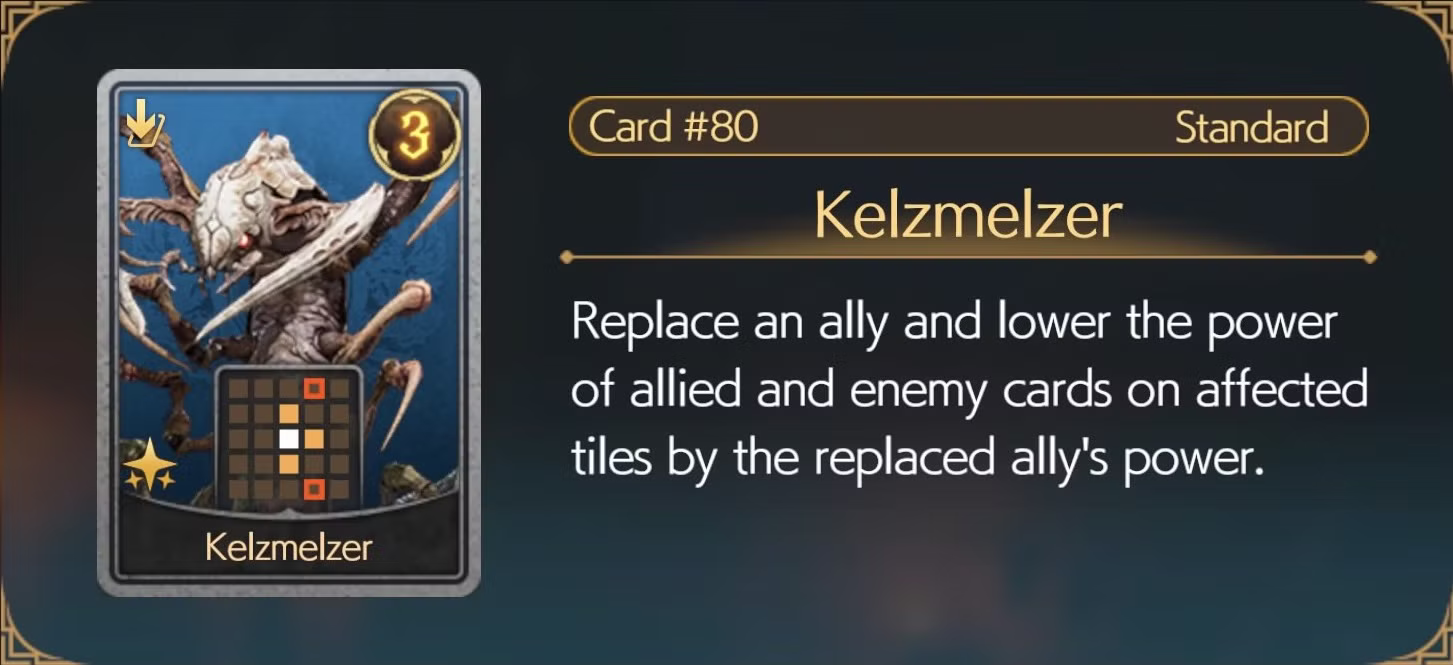 3
Kelzmelzer
Card #80 Standard
Kelzmelzer
Replace an ally and lower the power
of allied and enemy cards on affected
tiles by the replaced ally's power.